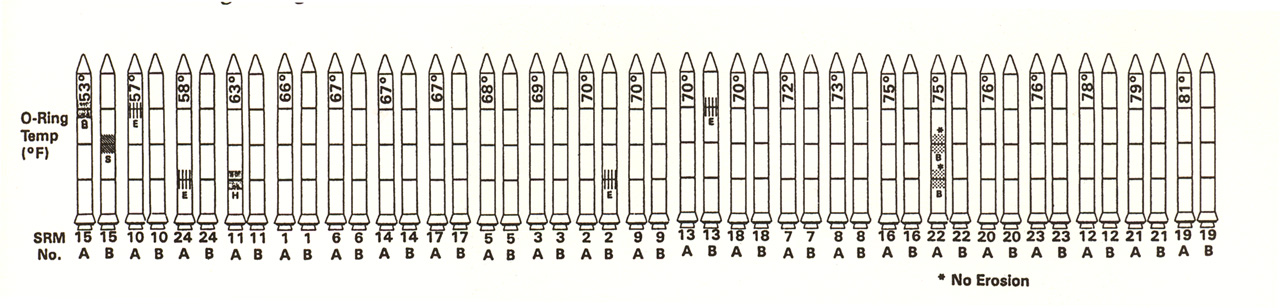 53° 57° 58° 63° 66° 67° 67° 67° 68° 69° 70° 70° 70° 70° 72° 73° 75° 75° 76° 76° 78° 79° 81°
O-Ring
Temp
(°F)
B E E
*
S B
*
E H E B
SRM 15 15 10 10 24 24 11 11 1 1 6 6 14 14 17 17 5 5 3 3 2 2 9 9 13 13 18 18 7 7 8 8 16 16 22 22 20 20 23 23 12 12 21 21 19 19
No. A B A B A B A B A B A B A B A B A B A B A B A B A B A B A B A B A B A B A B A B A B A B A B
* No Erosion